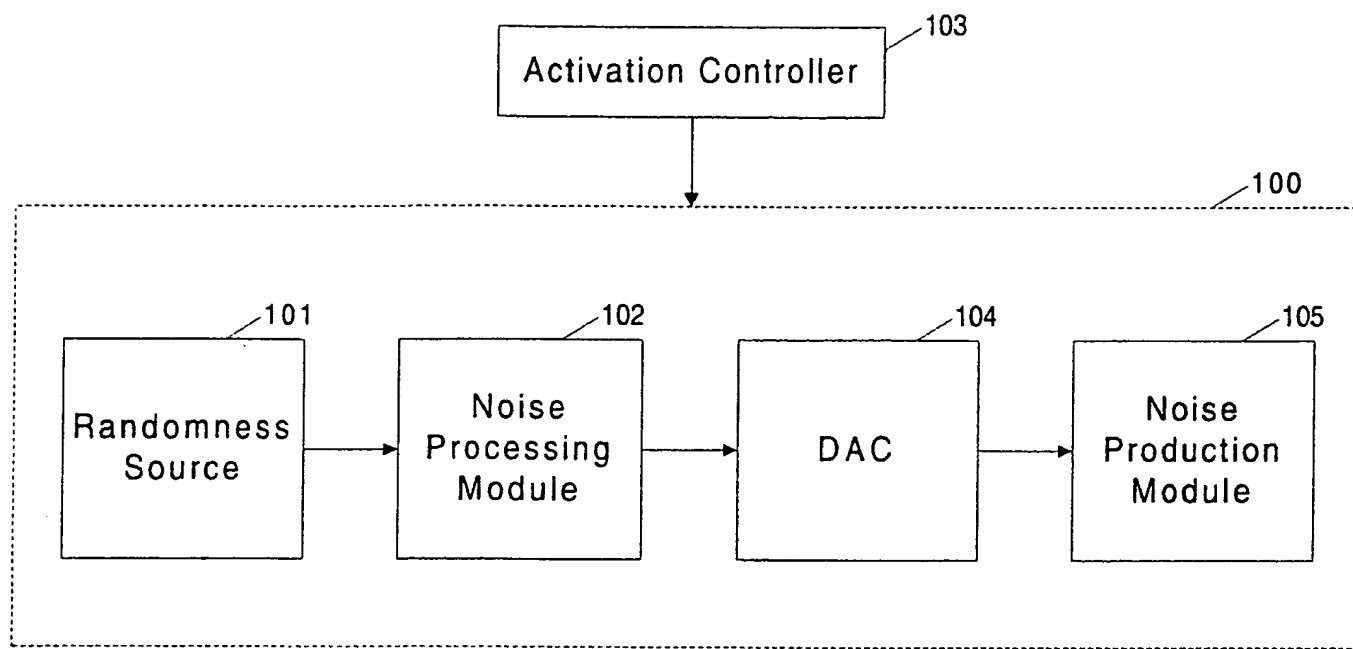 103
Activation Controller
100
101
102
104
105
Randomness
Source
Noise
Processing
Module
DAC
Noise
Production
Module